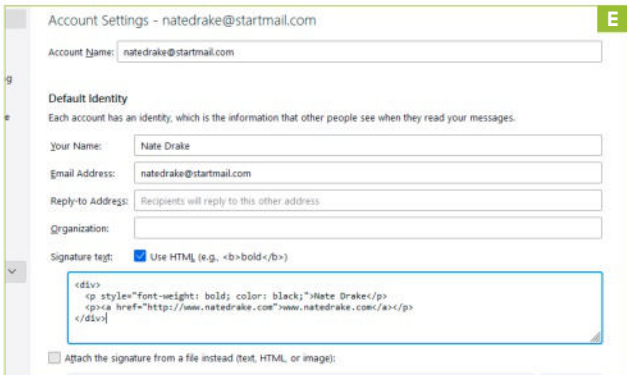 Account Settings - natedrake@startmail.com
E
Account Name: natedrake@startmail.com
g
Default Identity
e
Each account has an identity, which is the information that other people see when they read your messages.
Your Name: Nate Drake
Email Address: natedrake@startmail.com
Reply-to Address: Recipients will reply to this other address
Organization:
Signature text: Use HTML (e.g., <b>bold</b>)
<div>
<p style="font-weight: bold; color: black;">Nate Drake</p>
<p><a href="http://www.natedrake.com">www.natedrake.com</a></p>
</div>
Attach the signature from a file instead (text, HTML, or image):